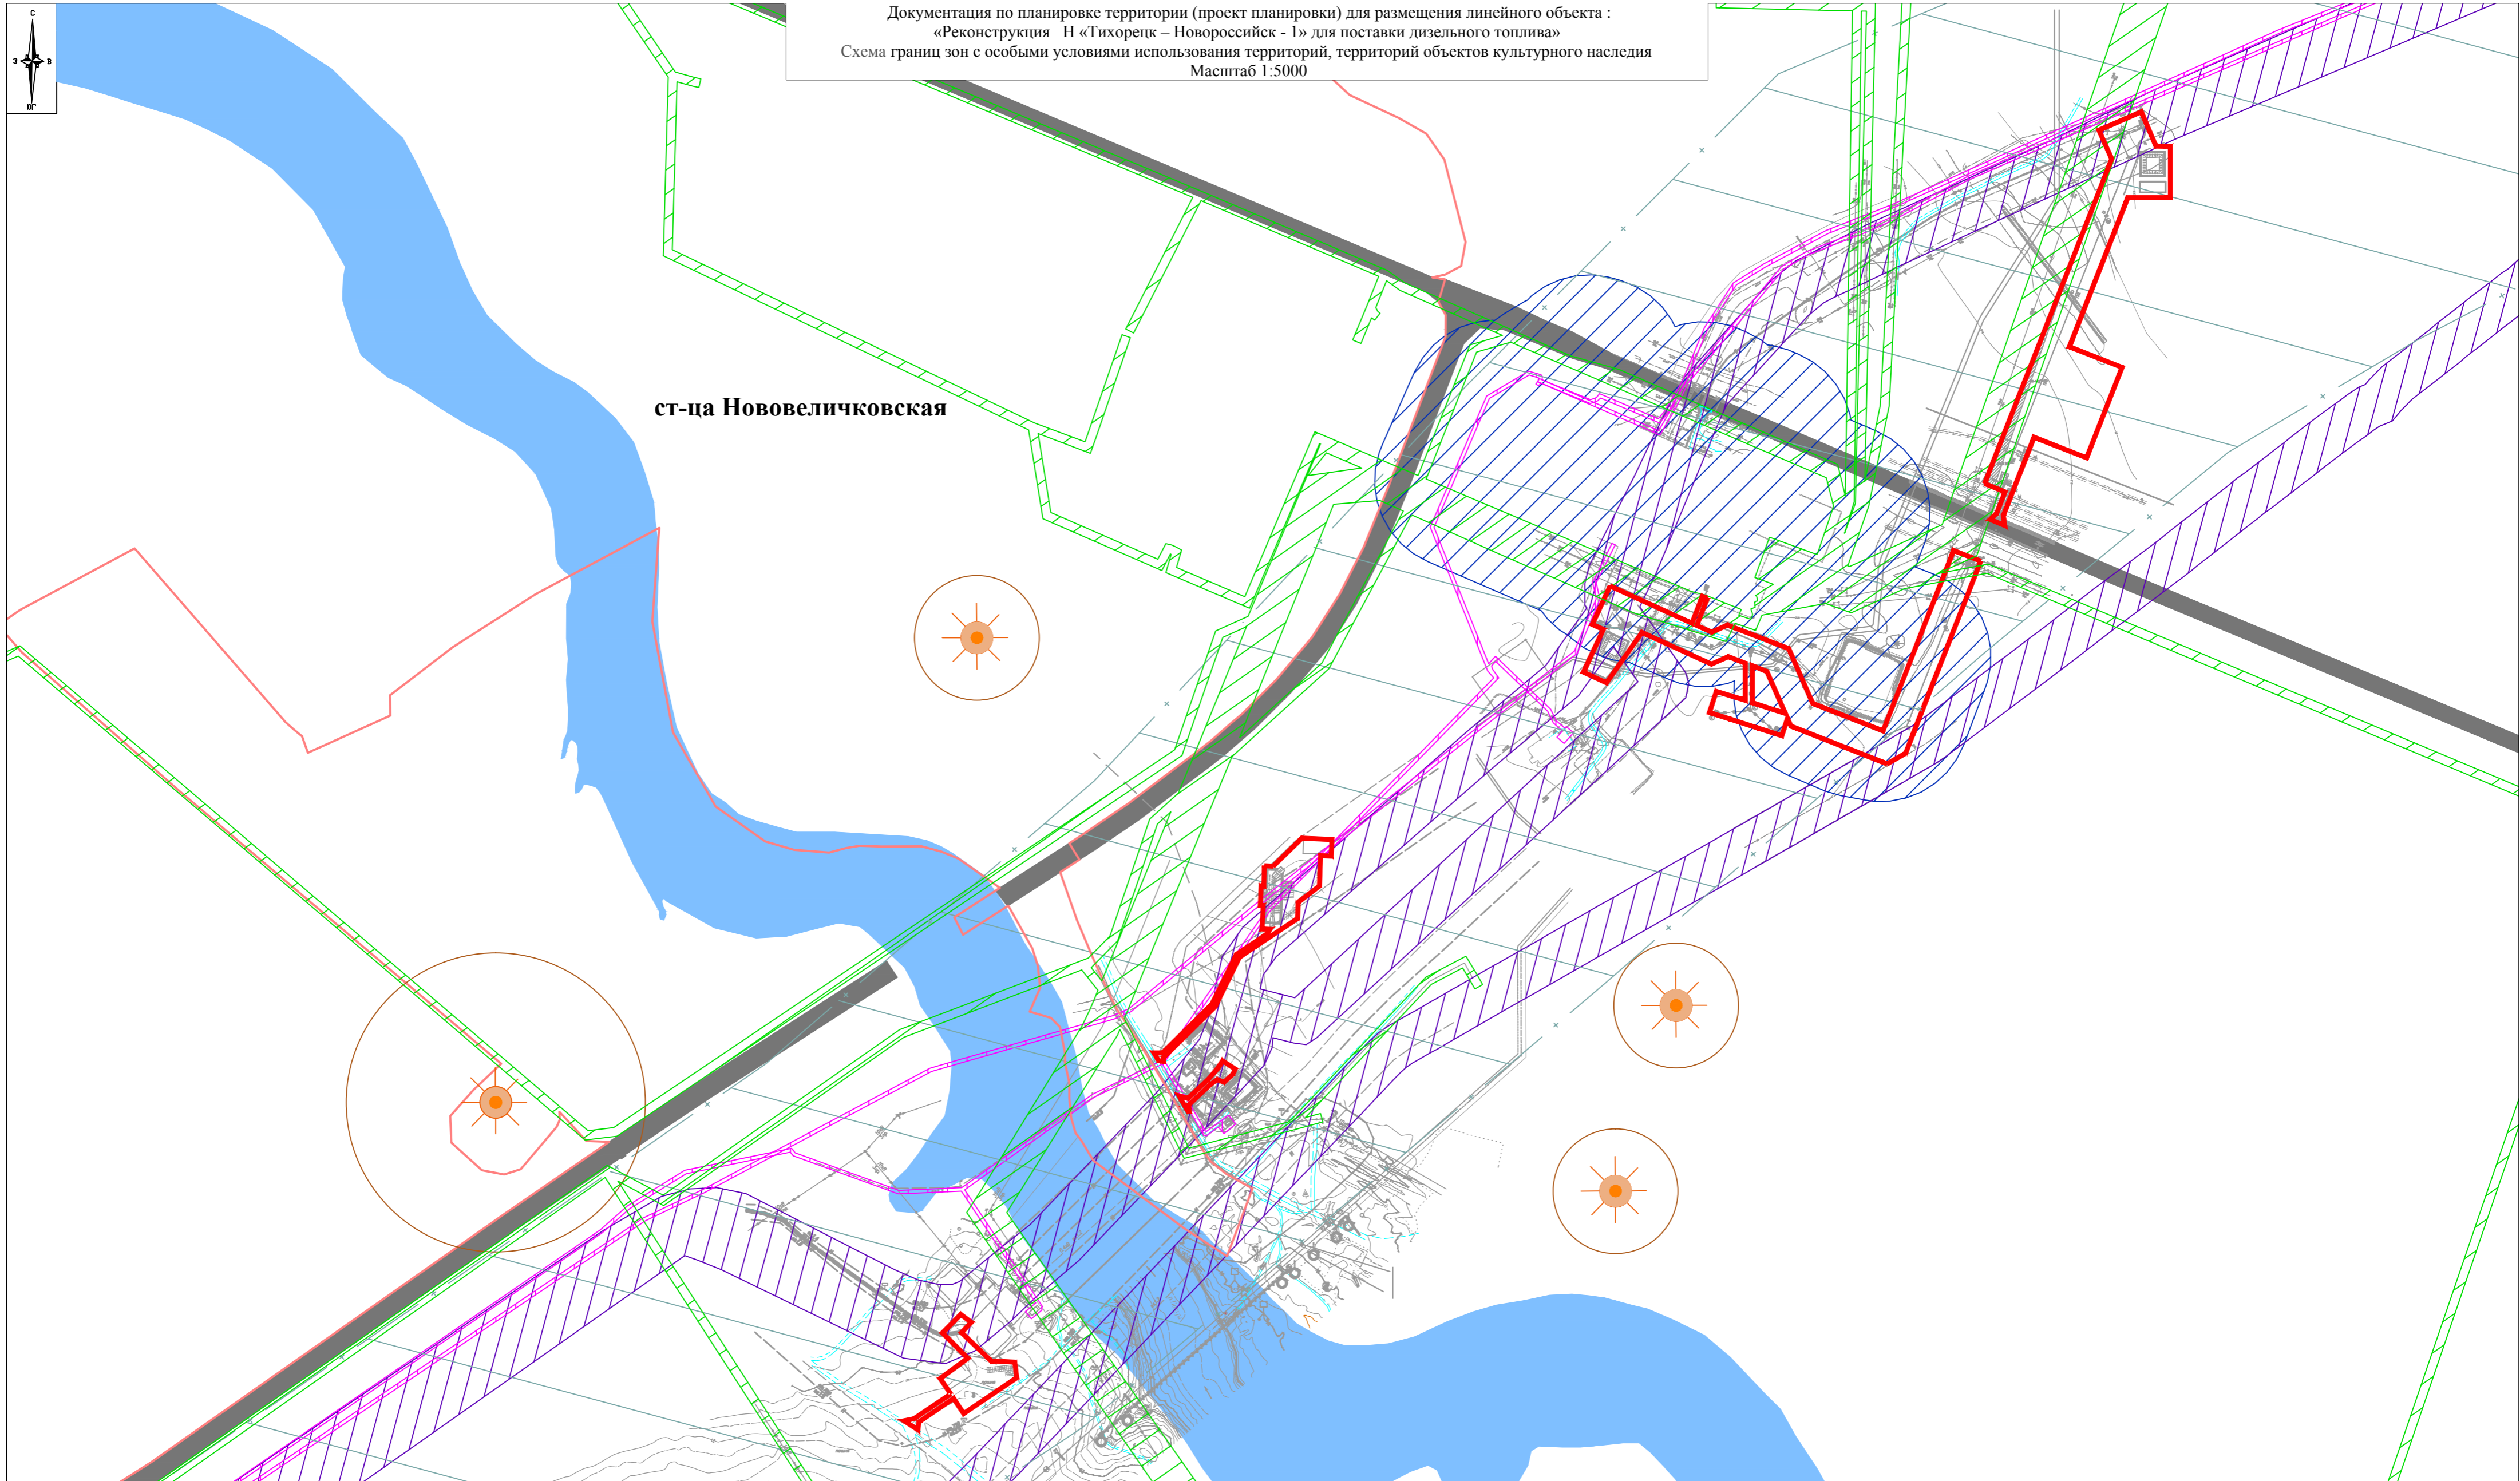 Документация по планировке территории (проект планировки) для размещения линейного объекта :
«Реконструкция Н «Тихорецк – Новороссийск - 1» для поставки дизельного топлива»
Схема границ зон с особыми условиями использования территорий, территорий объектов культурного наследия
Масштаб 1:5000
С
З В
ЮГ
ст-ца Нововеличковская